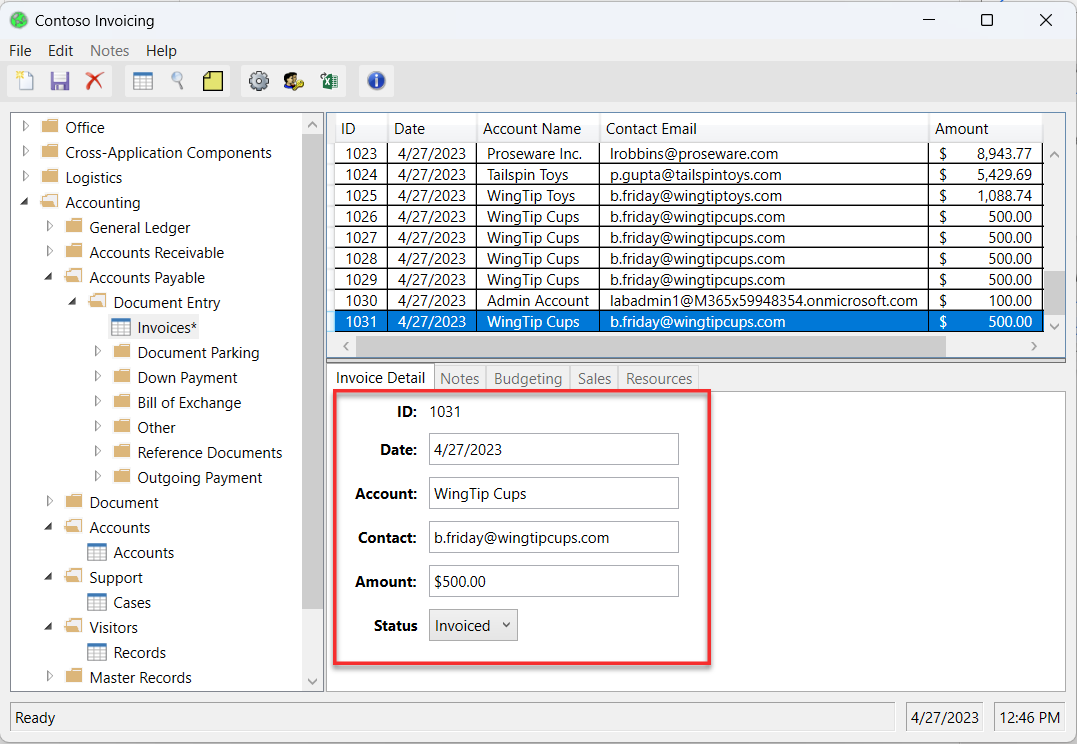 Contoso Invoicing
File Edit Notes Help
Office
Cross-Application Components
Logistics
Accounting
General Ledger
Accounts Receivable
Accounts Payable
Document Entry
Invoices*
Document Parking
Down Payment
Bill of Exchange
Other
Reference Documents
Outgoing Payment
Document
Accounts
Accounts
Support
Cases
Visitors
Records
Master Records
ID Date Account Name Contact Email Amount
1023 4/27/2023 Proseware Inc. lrobbins@proseware.com $ 8,943.77
1024 4/27/2023 Tailspin Toys p.gupta@tailspintoys.com $ 5,429.69
1025 4/27/2023 WingTip Toys b.friday@wingtiptoys.com $ 1,088.74
1026 4/27/2023 WingTip Cups b.friday@wingtipcups.com $ 500.00
1027 4/27/2023 WingTip Cups b.friday@wingtipcups.com $ 500.00
1028 4/27/2023 WingTip Cups b.friday@wingtipcups.com $ 500.00
1029 4/27/2023 WingTip Cups b.friday@wingtipcups.com $ 500.00
1030 4/27/2023 Admin Account labadmin1@M365x59948354.onmicrosoft.com $ 100.00
1031 4/27/2023 WingTip Cups b.friday@wingtipcups.com $ 500.00
Invoice Detail Notes Budgeting Sales Resources
ID: 1031
Date: 4/27/2023
Account: WingTip Cups
Contact: b.friday@wingtipcups.com
Amount: $500.00
Status Invoiced
Ready 4/27/2023 12:46 PM